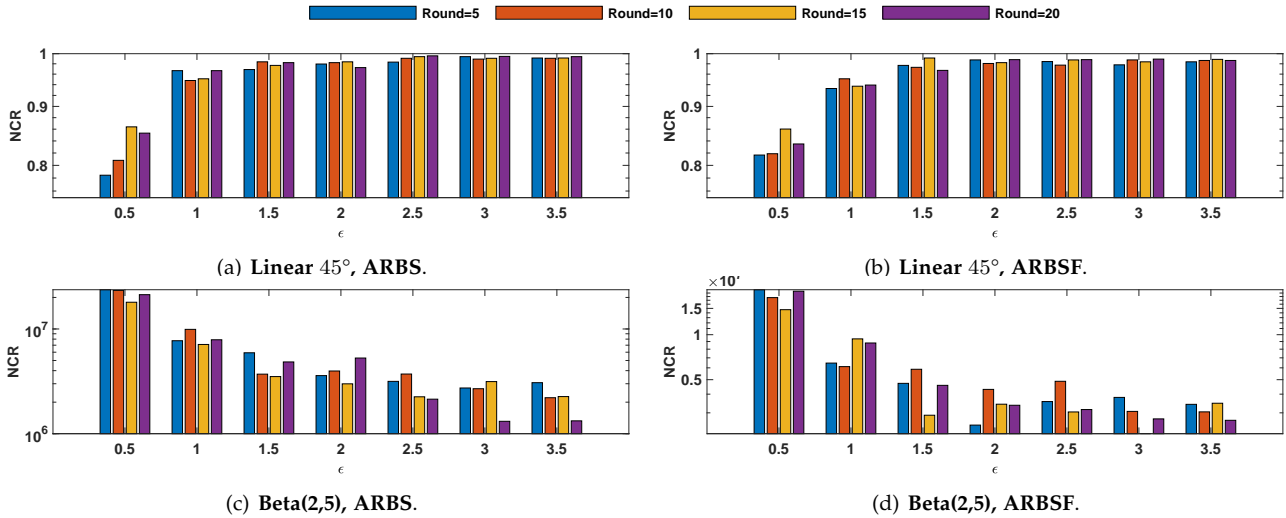 Round=5 Round=10 Round=15 Round=20
1
0.9
0.8
NCR
0.5 1 1.5 2 2.5 3 3.5
ϵ
(a) Linear 45°, ARBS.
1
0.9
0.8
NCR
0.5 1 1.5 2 2.5 3 3.5
ϵ
(b) Linear 45°, ARBSF.
10^7
10^6
NCR
0.5 1 1.5 2 2.5 3 3.5
ϵ
(c) Beta(2,5), ARBS.
1.5
1
0.5
NCR
0.5 1 1.5 2 2.5 3 3.5
ϵ
(d) Beta(2,5), ARBSF.